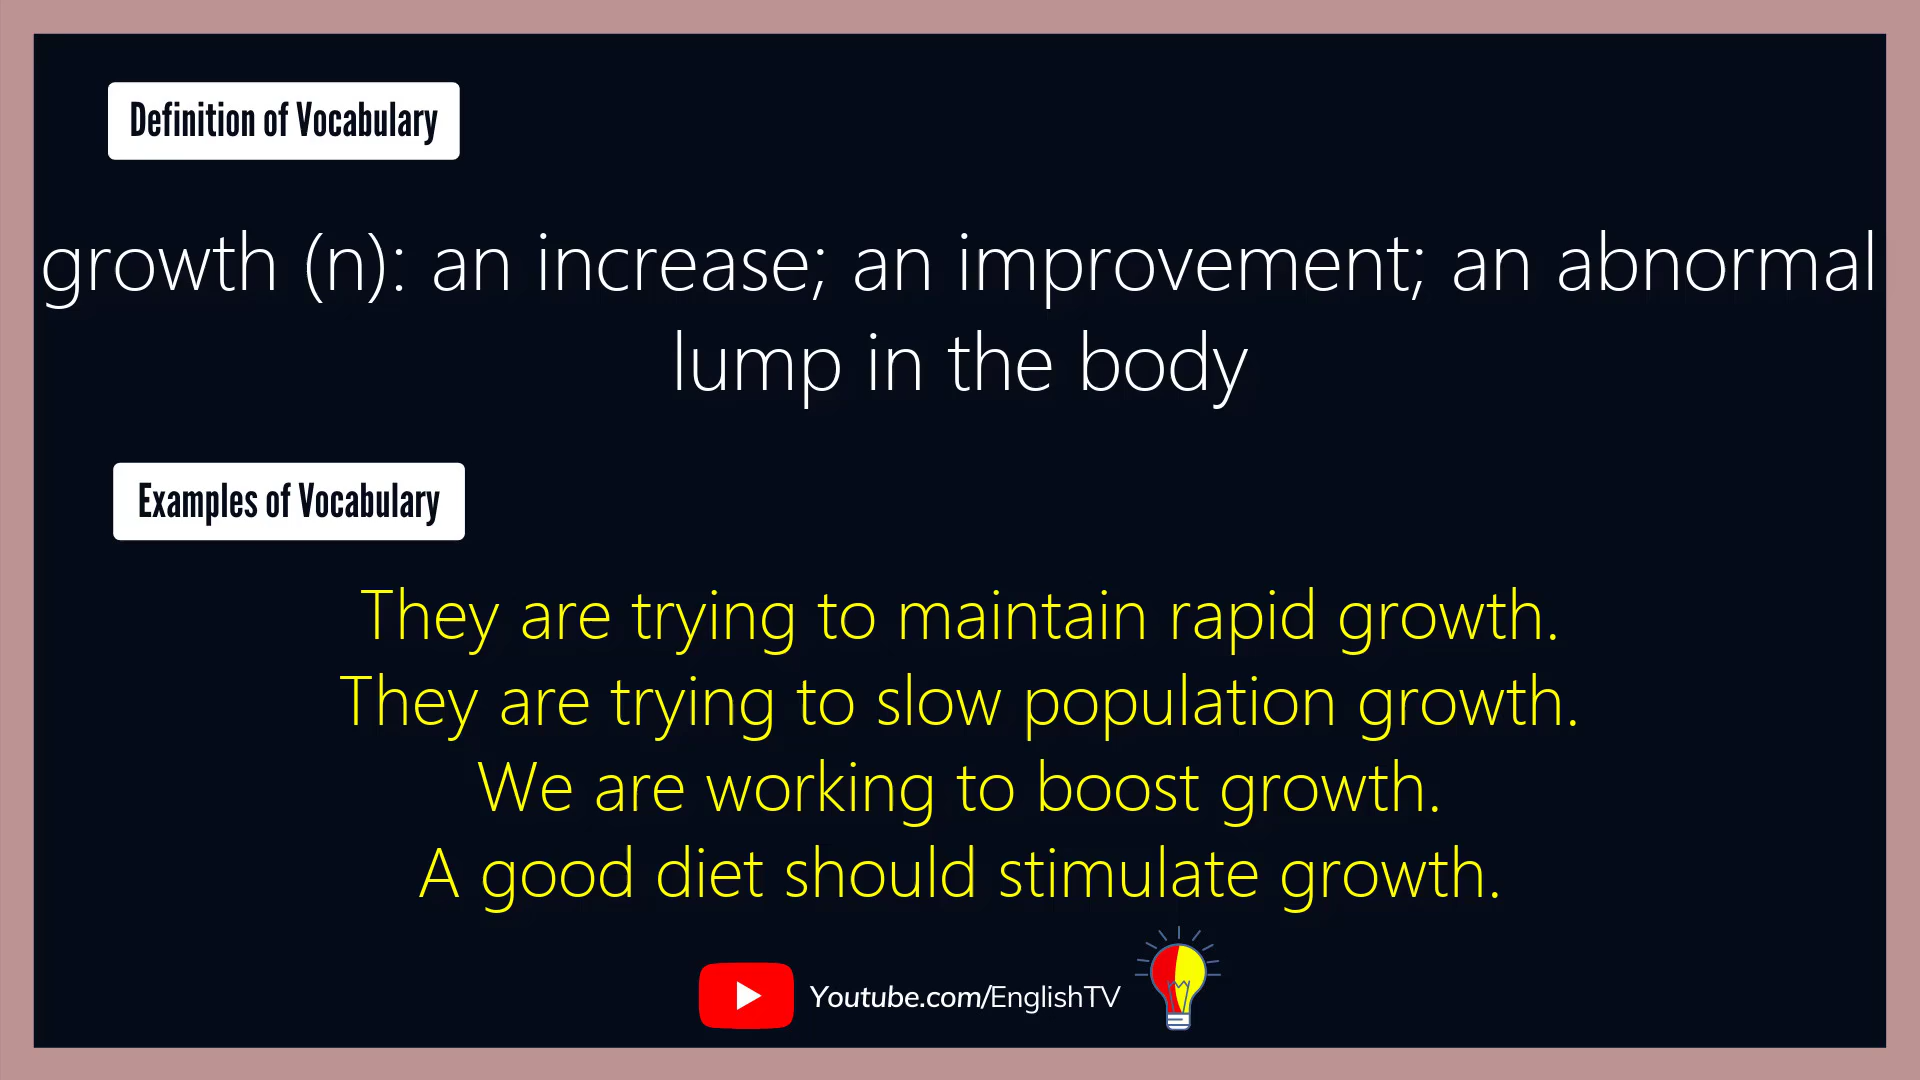 Definition of Vocabulary
growth (n): an increase; an improvement; an abnormal
lump in the body
Examples of Vocabulary
They are trying to maintain rapid growth.
They are trying to slow population growth.
We are working to boost growth.
A good diet should stimulate growth.
Youtube.com/EnglishTV